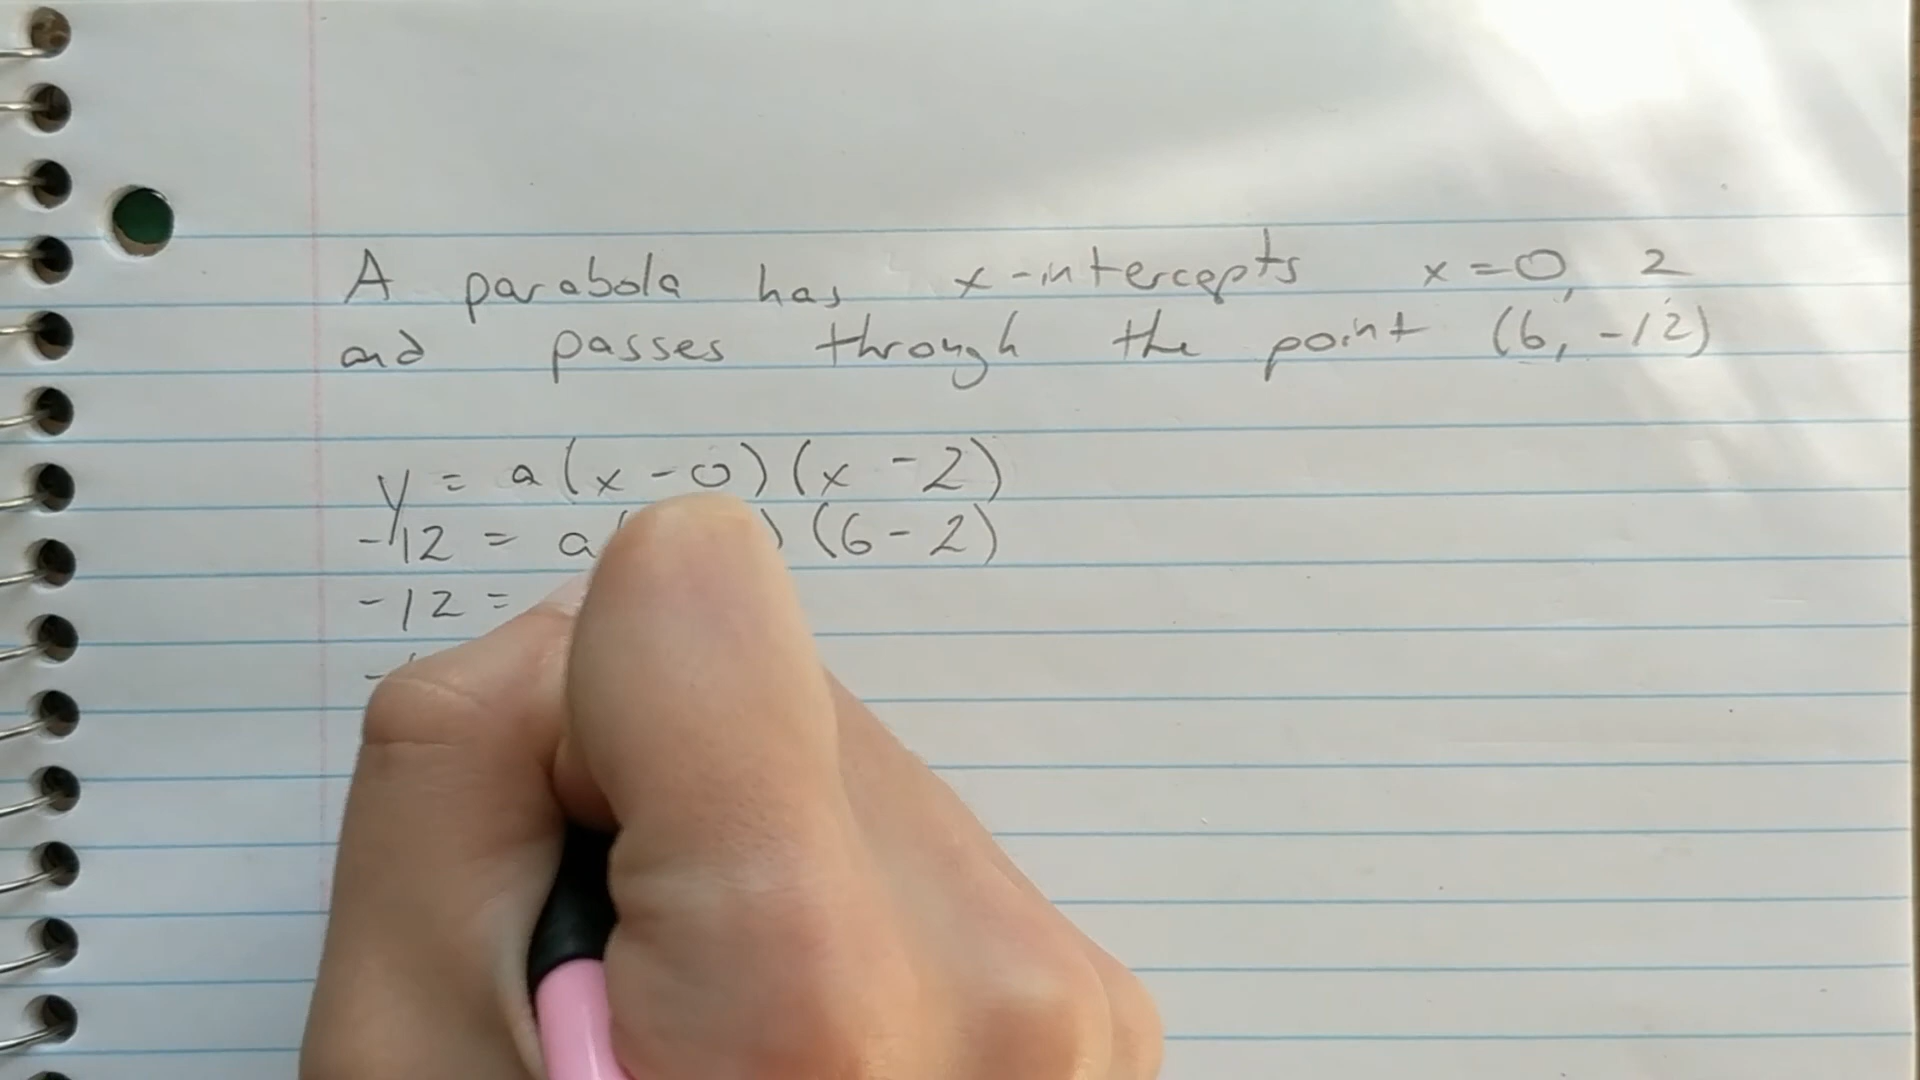 A parabola has x-intercepts x=0, 2
and passes through the point (6, -12)
y = a(x-0)(x-2)
-12 = a( )(6-2)
-12 =
-